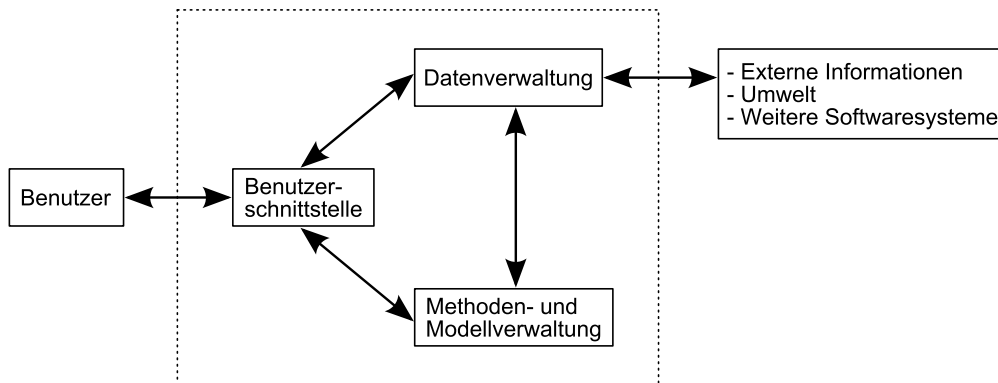 Datenverwaltung
- Externe Informationen
- Umwelt
- Weitere Softwaresysteme
Benutzer
Benutzer-
schnittstelle
Methoden- und
Modellverwaltung